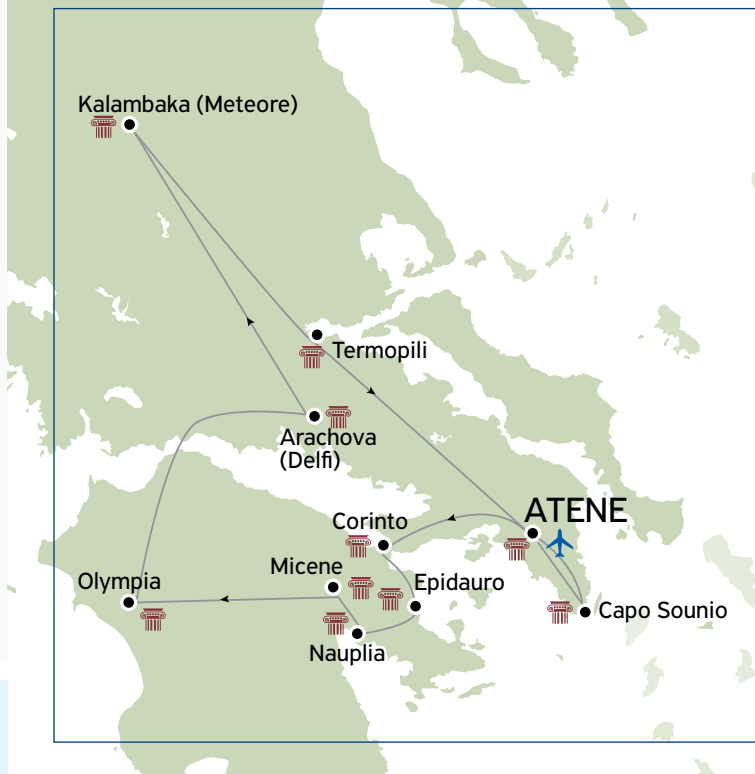 Kalambaka (Meteore)
Termopili
Arachova
(Delfi)
ATENE
Corinto
Micene
Epidauro
Olympia
Capo Sounio
Nauplia